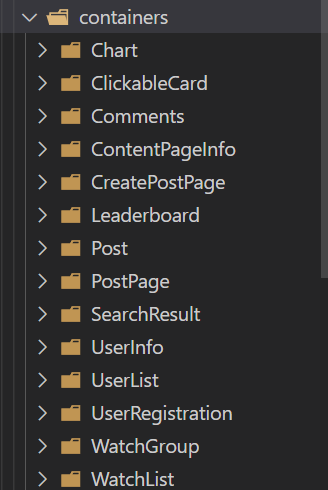 containers
Chart
ClickableCard
Comments
ContentPageInfo
CreatePostPage
Leaderboard
Post
PostPage
SearchResult
UserInfo
UserList
UserRegistration
WatchGroup
WatchList